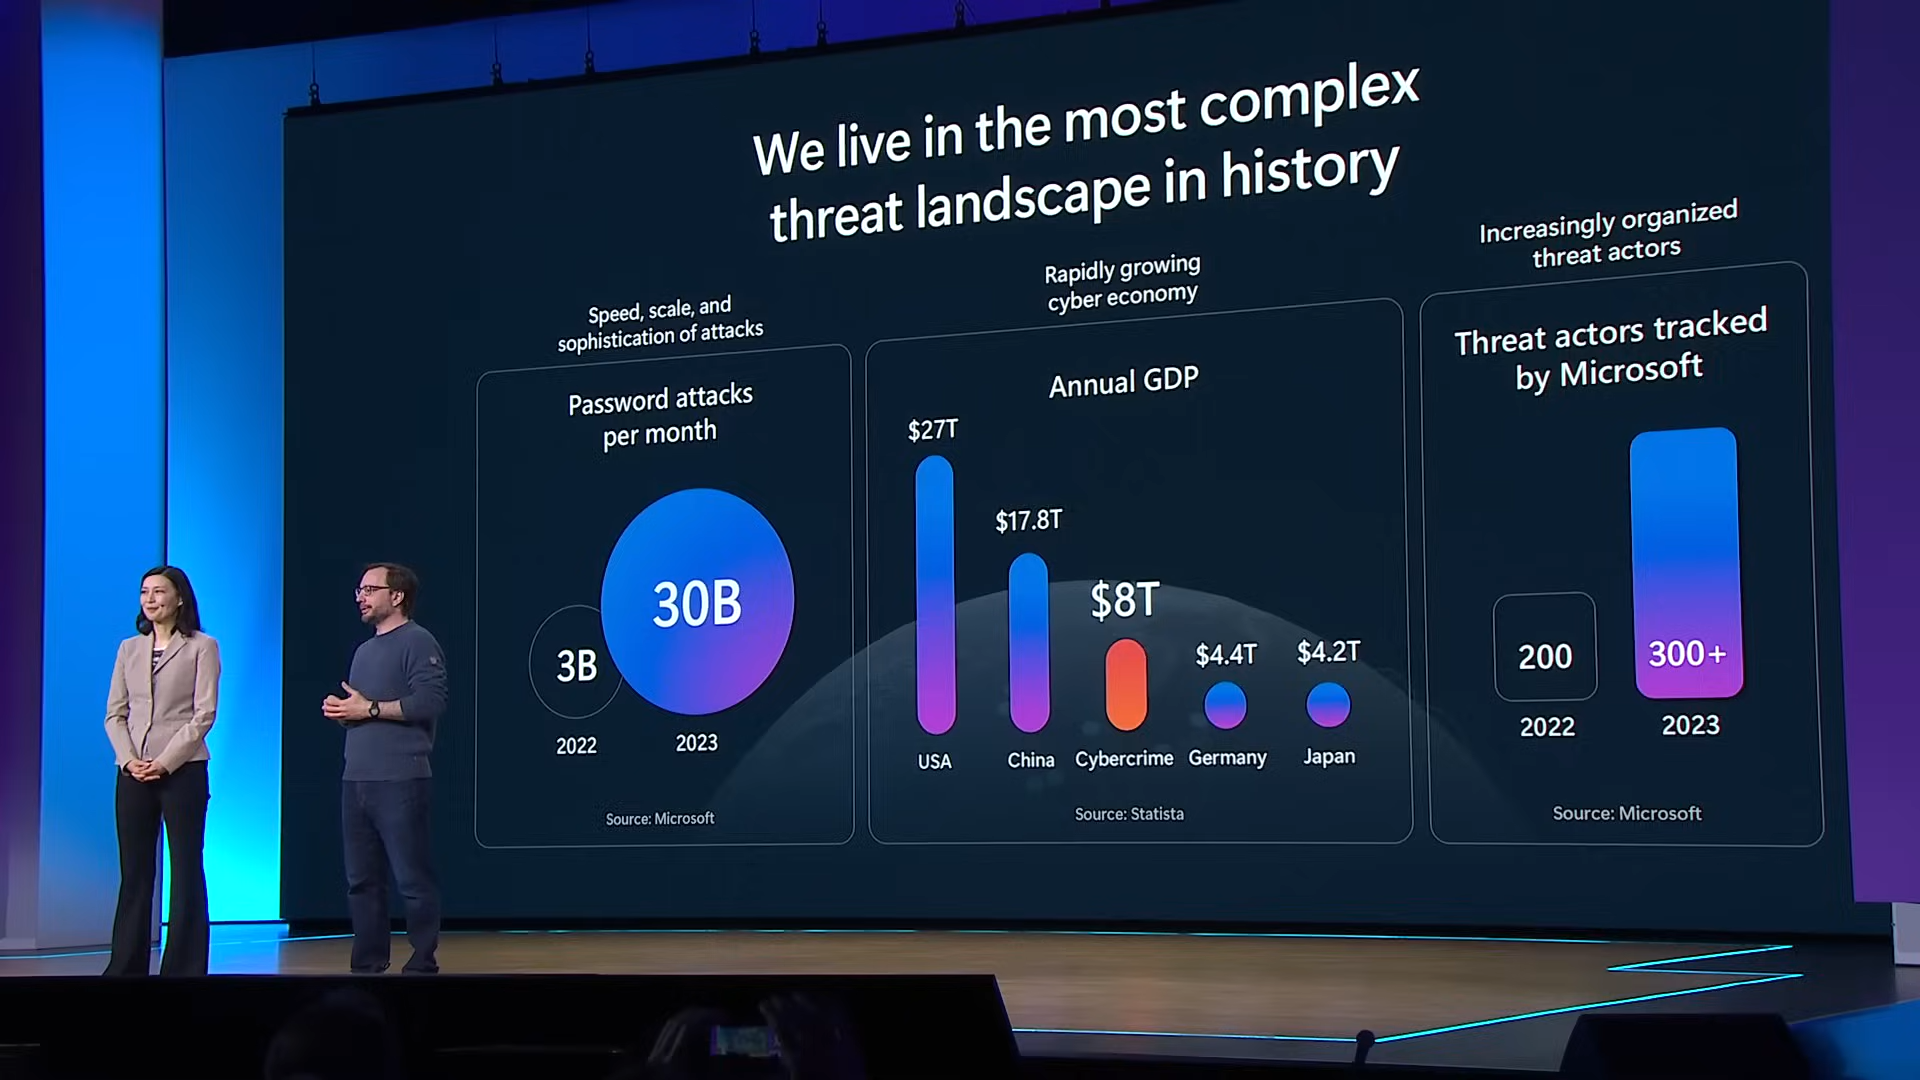 We live in the most complex
threat landscape in history
Speed, scale, and
sophistication of attacks
Password attacks
per month
3B
30B
2022
2023
Source: Microsoft
Rapidly growing
cyber economy
Annual GDP
$27T
$17.8T
$8T
$4.4T
$4.2T
USA
China
Cybercrime
Germany
Japan
Source: Statista
Increasingly organized
threat actors
Threat actors tracked
by Microsoft
200
300+
2022
2023
Source: Microsoft